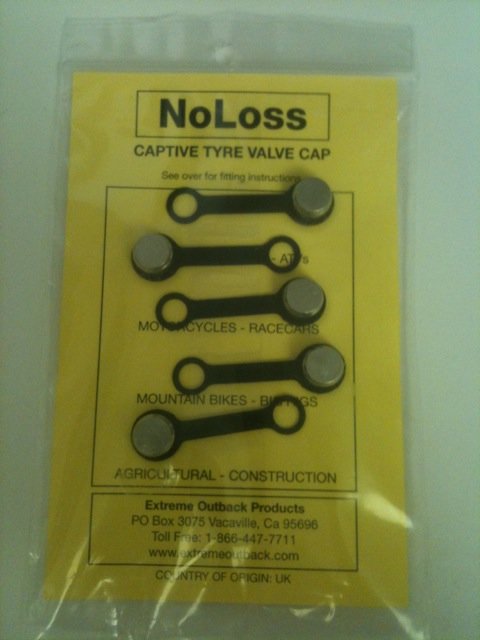 NoLoss
CAPTIVE TYRE VALVE CAP
See over for fitting instructions
- ATVs
MOTORCYCLES - RACECARS
MOUNTAIN BIKES -
AGRICULTURAL - CONSTRUCTION
Extreme Outback Products
PO Box 3075 Vacaville, Ca 95696
Toll Free: 1-866-447-7711
www.extremeoutback.com
COUNTRY OF ORIGIN: UK